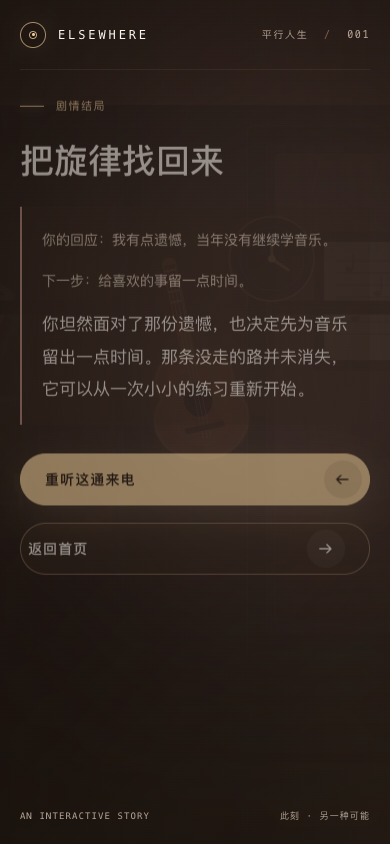 ELSEWHERE
平行人生 / 001
剧情结局
把旋律找回来
你的回应：我有点遗憾，当年没有继续学音乐。
下一步：给喜欢的事留一点时间。
你坦然面对了那份遗憾，也决定先为音乐
留出一点时间。那条没走的路并未消失，
它可以从一次小小的练习重新开始。
重听这通来电 ←
返回首页 →
AN INTERACTIVE STORY
此刻 · 另一种可能